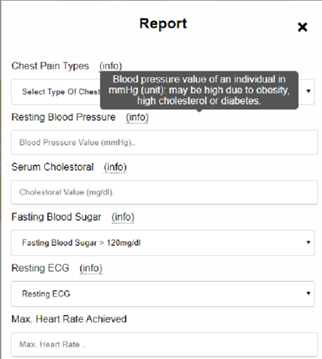 Report
×
Chest Pain Types (info)
Select Type Of Chest
Blood pressure value of an individual in
mmHg (unit): may be high due to obesity,
high cholesterol or diabetes.
Resting Blood Pressure (info)
Blood Pressure Value (mmHg)..
Serum Cholestoral (info)
Cholestoral Value (mg/dl)..
Fasting Blood Sugar (info)
Fasting Blood Sugar > 120mg/dl
Resting ECG (info)
Resting ECG
Max. Heart Rate Achieved
Max. Heart Rate ..